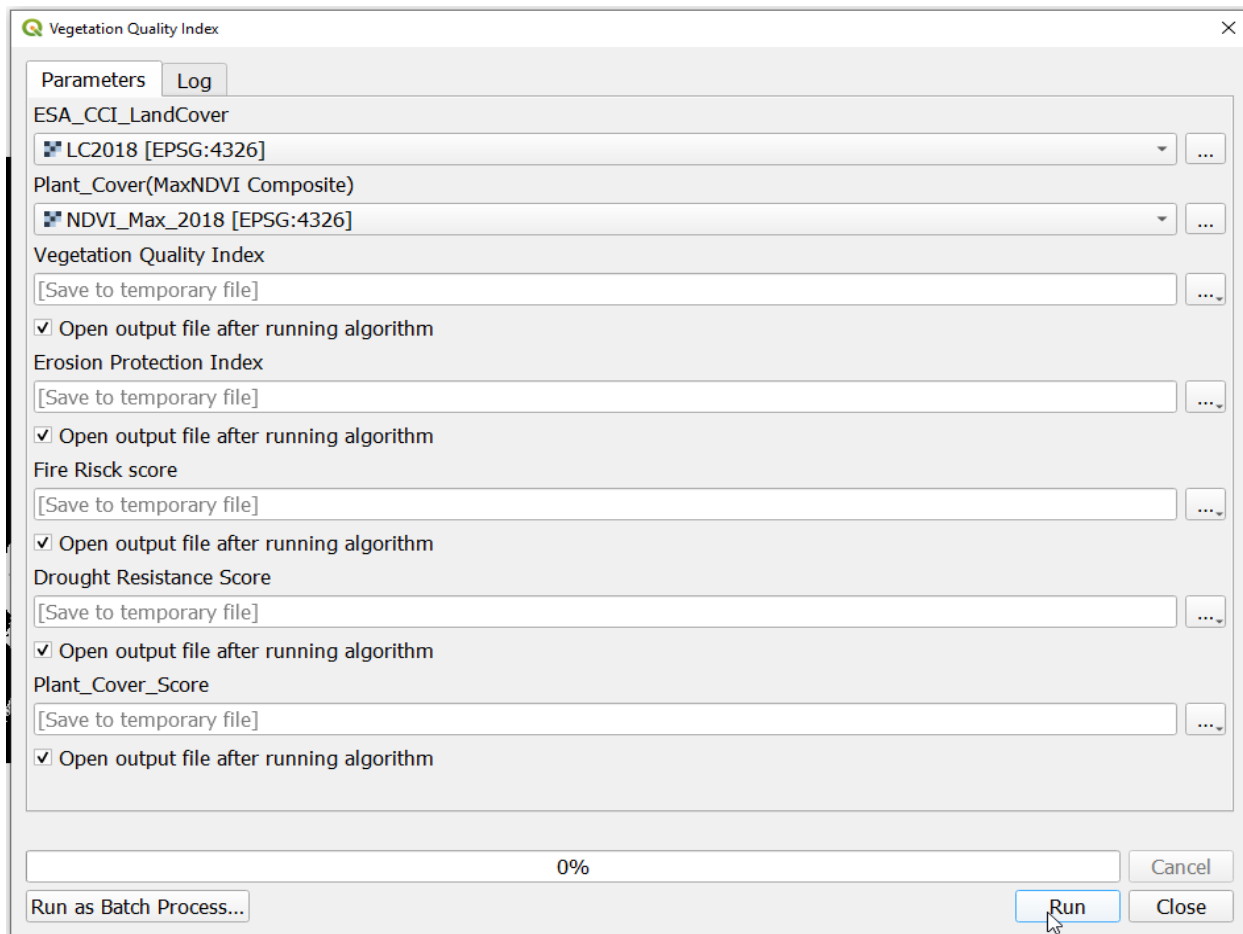 Vegetation Quality Index
Parameters Log
ESA_CCI_LandCover
LC2018 [EPSG:4326] ...
Plant_Cover(MaxNDVI Composite)
NDVI_Max_2018 [EPSG:4326] ...
Vegetation Quality Index
[Save to temporary file] ...
Open output file after running algorithm
Erosion Protection Index
[Save to temporary file] ...
Open output file after running algorithm
Fire Risck score
[Save to temporary file] ...
Open output file after running algorithm
Drought Resistance Score
[Save to temporary file] ...
Open output file after running algorithm
Plant_Cover_Score
[Save to temporary file] ...
Open output file after running algorithm
0% Cancel
Run as Batch Process... Run Close